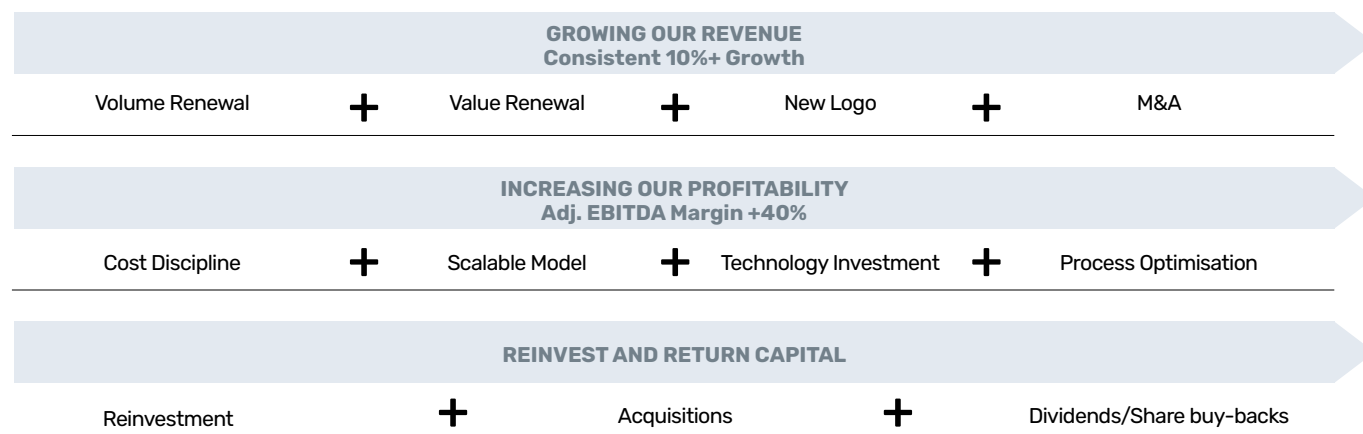 GROWING OUR REVENUE
Consistent 10%+ Growth
Volume Renewal + Value Renewal + New Logo + M&A
INCREASING OUR PROFITABILITY
Adj. EBITDA Margin +40%
Cost Discipline + Scalable Model + Technology Investment + Process Optimisation
REINVEST AND RETURN CAPITAL
Reinvestment + Acquisitions + Dividends/Share buy-backs